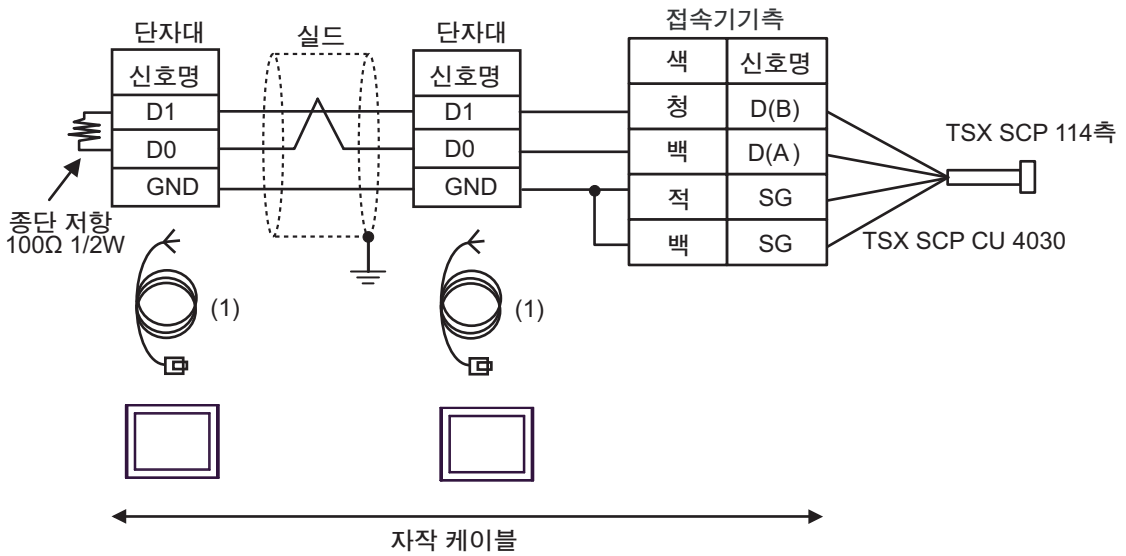 접속기기측
단자대
실드
단자대
색
신호명
신호명
신호명
D1
D1
청
D(B)
TSX SCP 114측
D0
D0
백
D(A)
GND
GND
적
SG
종단 저항
100Ω 1/2W
백
SG
TSX SCP CU 4030
(1)
(1)
자작 케이블